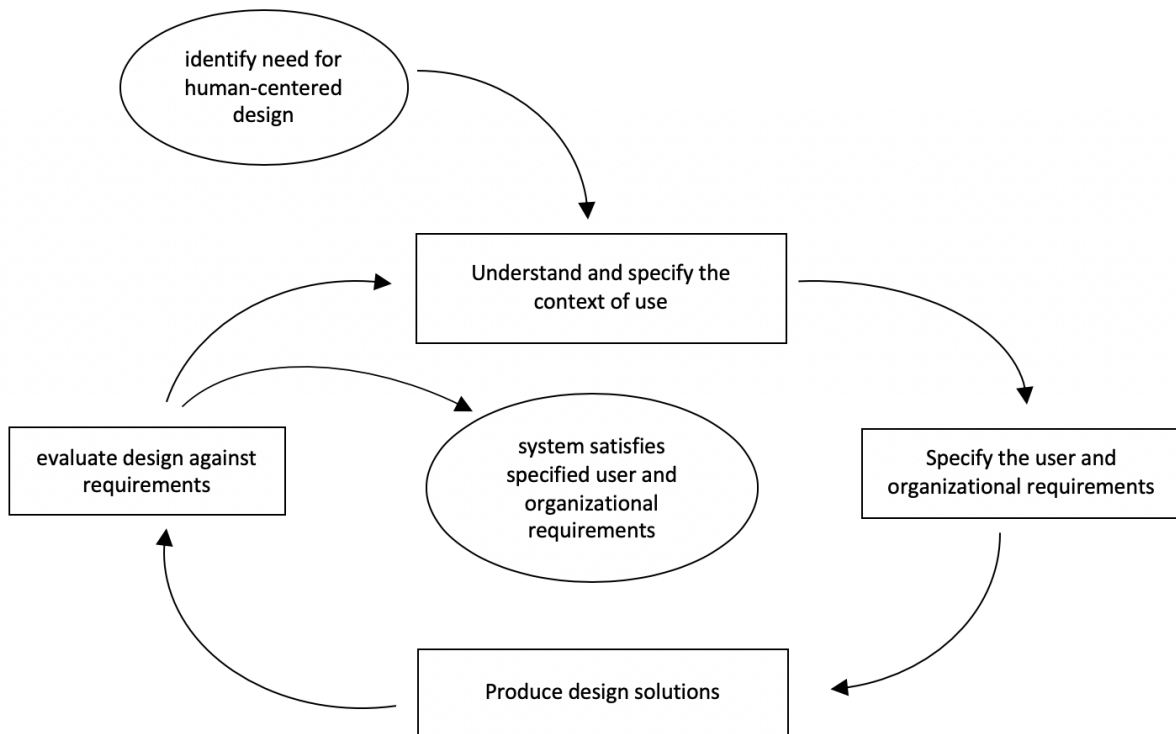 identify need for
human-centered
design
Understand and specify the
context of use
evaluate design against
requirements
system satisfies
specified user and
organizational
requirements
Specify the user and
organizational requirements
Produce design solutions